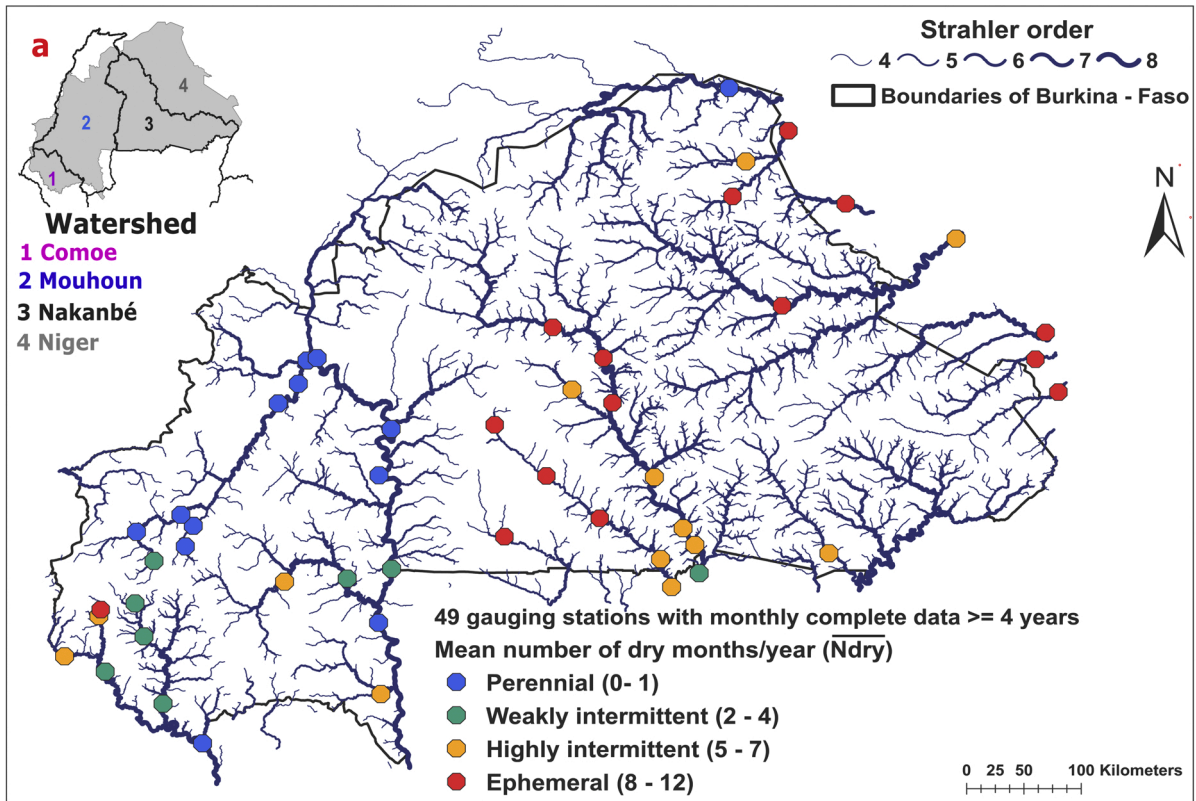 a
4
2
3
1
Watershed
1 Comoe
2 Mouhoun
3 Nakanbé
4 Niger
Strahler order
4 5 6 7 8
Boundaries of Burkina - Faso
N
49 gauging stations with monthly complete data >= 4 years
Mean number of dry months/year (N̅d̅r̅y̅)
Perennial (0- 1)
Weakly intermittent (2 - 4)
Highly intermittent (5 - 7)
Ephemeral (8 - 12)
0 25 50 100 Kilometers